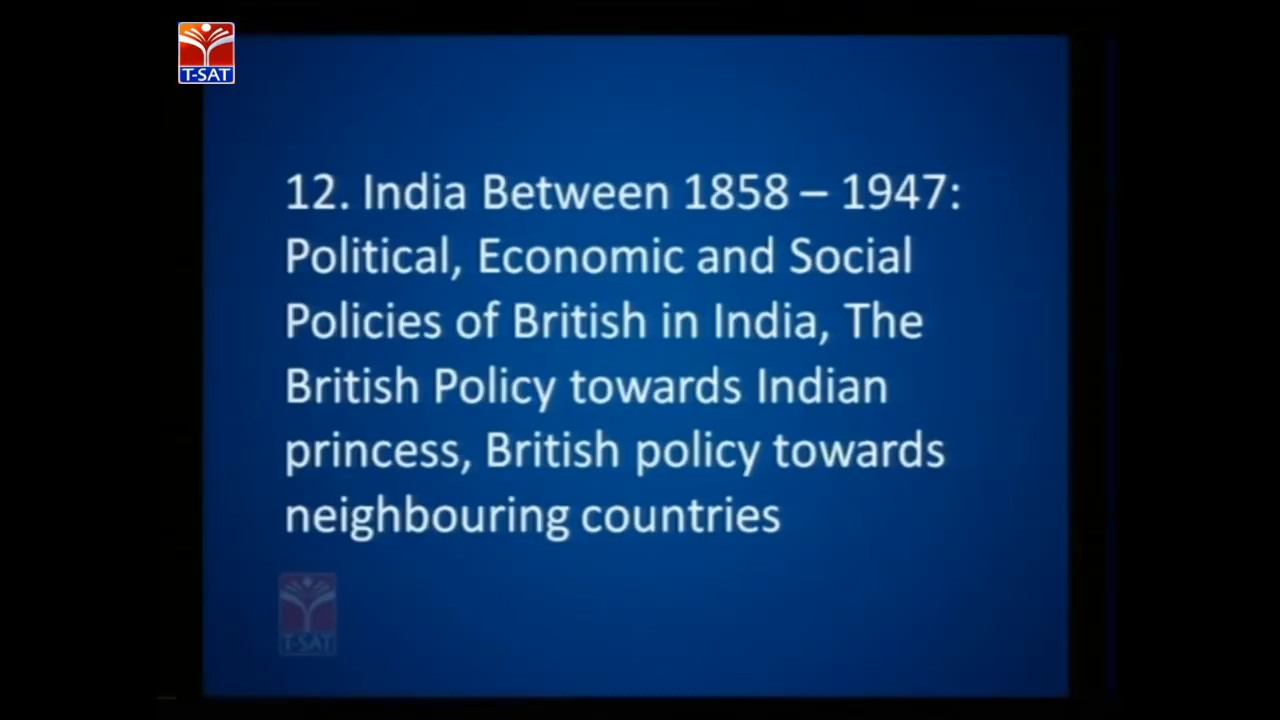 T-SAT
12. India Between 1858 – 1947:
Political, Economic and Social
Policies of British in India, The
British Policy towards Indian
princess, British policy towards
neighbouring countries
T-SAT